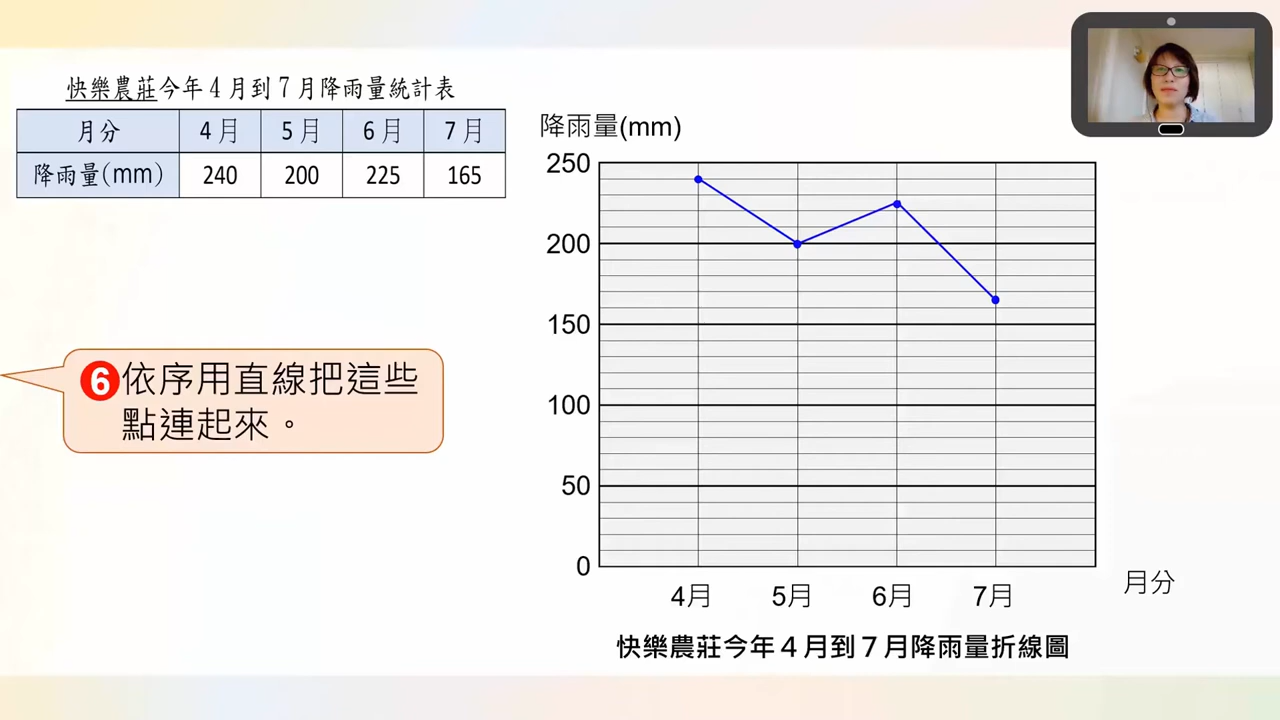 快樂農莊今年4月到7月降雨量統計表
月分 4月 5月 6月 7月
降雨量(mm) 240 200 225 165
❻依序用直線把這些
點連起來。
降雨量(mm)
250
200
150
100
50
0
4月 5月 6月 7月
月分
快樂農莊今年4月到7月降雨量折線圖